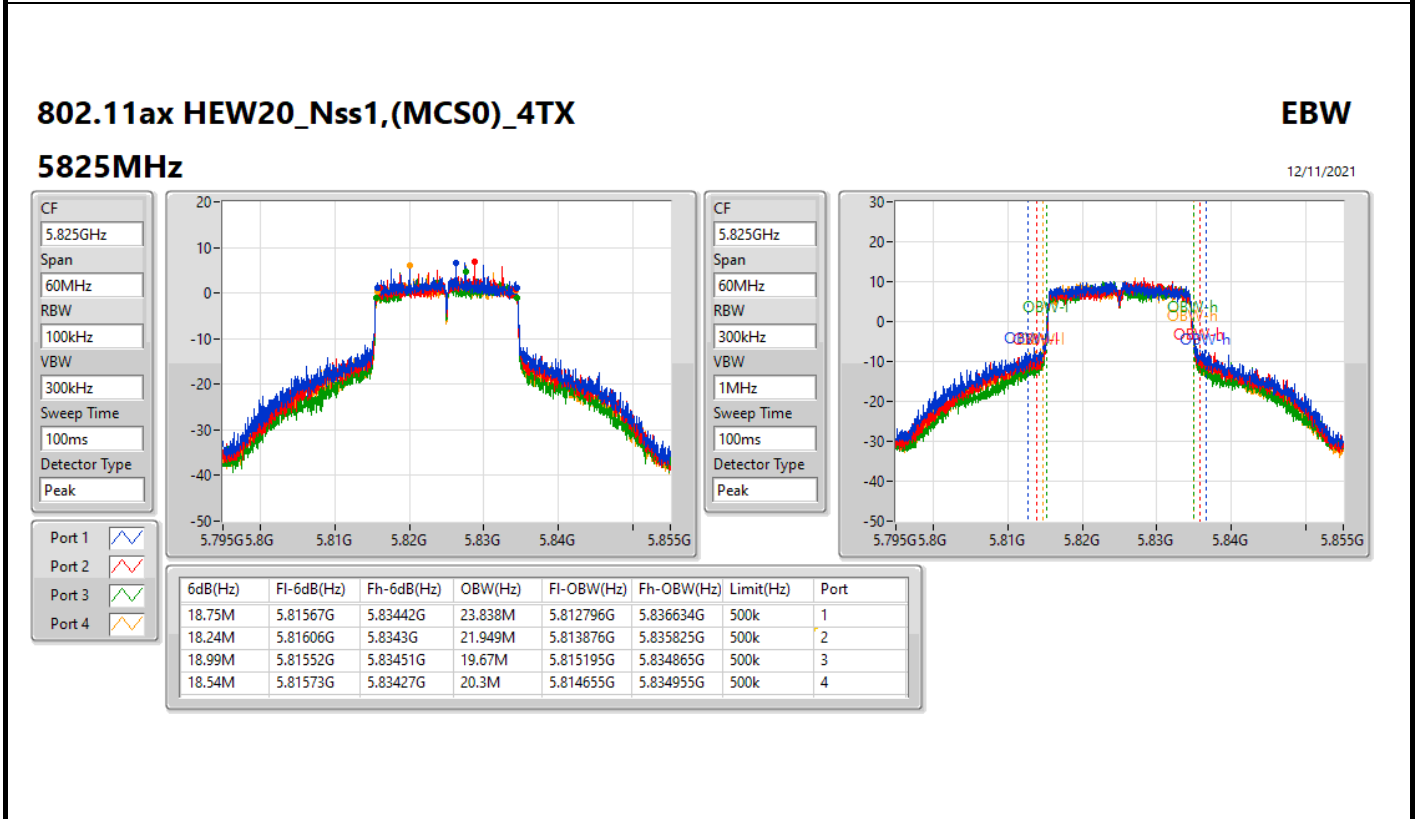 802.11ax HEW20_Nss1,(MCS0)_4TX EBW
5825MHz 12/11/2021
CF
5.825GHz
Span
60MHz
RBW
100kHz
VBW
300kHz
Sweep Time
100ms
Detector Type
Peak
20
10
0
-10
-20
-30
-40
-50
5.795G 5.8G 5.81G 5.82G 5.83G 5.84G 5.855G
CF
5.825GHz
Span
60MHz
RBW
300kHz
VBW
1MHz
Sweep Time
100ms
Detector Type
Peak
30
20
10
0
-10
-20
-30
-40
-50
OBW-l OBW-h
OBW-h
OBW-h
OBW-h
5.795G 5.8G 5.81G 5.82G 5.83G 5.84G 5.855G
Port 1
Port 2
Port 3
Port 4
6dB(Hz) Fl-6dB(Hz) Fh-6dB(Hz) OBW(Hz) Fl-OBW(Hz) Fh-OBW(Hz) Limit(Hz) Port
18.75M 5.81567G 5.83442G 23.838M 5.812796G 5.836634G 500k 1
18.24M 5.81606G 5.8343G 21.949M 5.813876G 5.835825G 500k 2
18.99M 5.81552G 5.83451G 19.67M 5.815195G 5.834865G 500k 3
18.54M 5.81573G 5.83427G 20.3M 5.814655G 5.834955G 500k 4